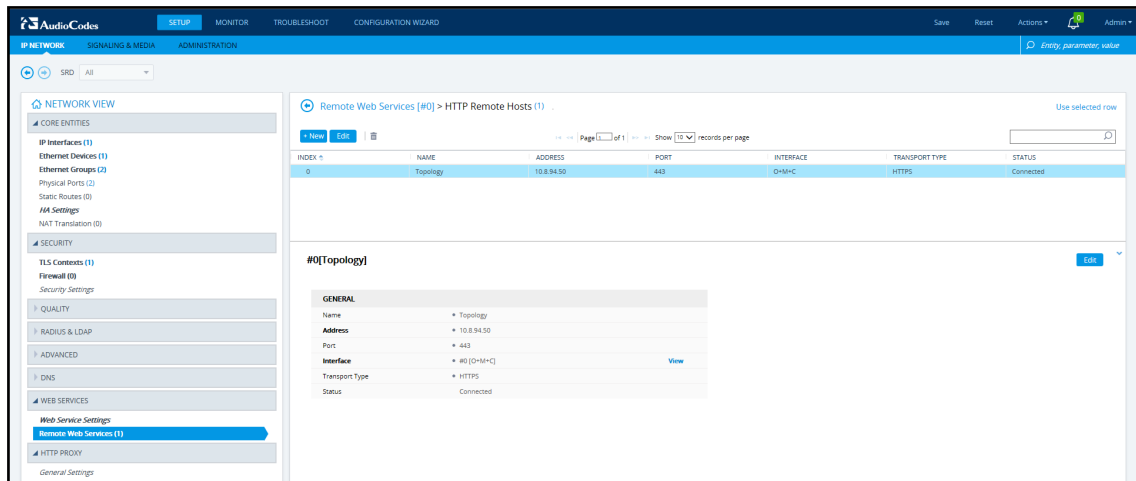 AudioCodes SETUP MONITOR TROUBLESHOOT CONFIGURATION WIZARD Save Reset Actions 0 Admin
IP NETWORK SIGNALING & MEDIA ADMINISTRATION Entity, parameter, value
SRD All
NETWORK VIEW
CORE ENTITIES
IP Interfaces (1)
Ethernet Devices (1)
Ethernet Groups (2)
Physical Ports (2)
Static Routes (0)
HA Settings
NAT Translation (0)
SECURITY
TLS Contexts (1)
Firewall (0)
Security Settings
QUALITY
RADIUS & LDAP
ADVANCED
DNS
WEB SERVICES
Web Service Settings
Remote Web Services (1)
HTTP PROXY
General Settings
Remote Web Services [#0] > HTTP Remote Hosts (1) Use selected row
+ New Edit Page 1 of 1 Show 10 records per page
INDEX NAME ADDRESS PORT INTERFACE TRANSPORT TYPE STATUS
0 Topology 10.8.94.50 443 O+M+C HTTPS Connected
#0[Topology] Edit
GENERAL
Name • Topology
Address • 10.8.94.50
Port • 443
Interface • #0 [O+M+C] View
Transport Type • HTTPS
Status Connected